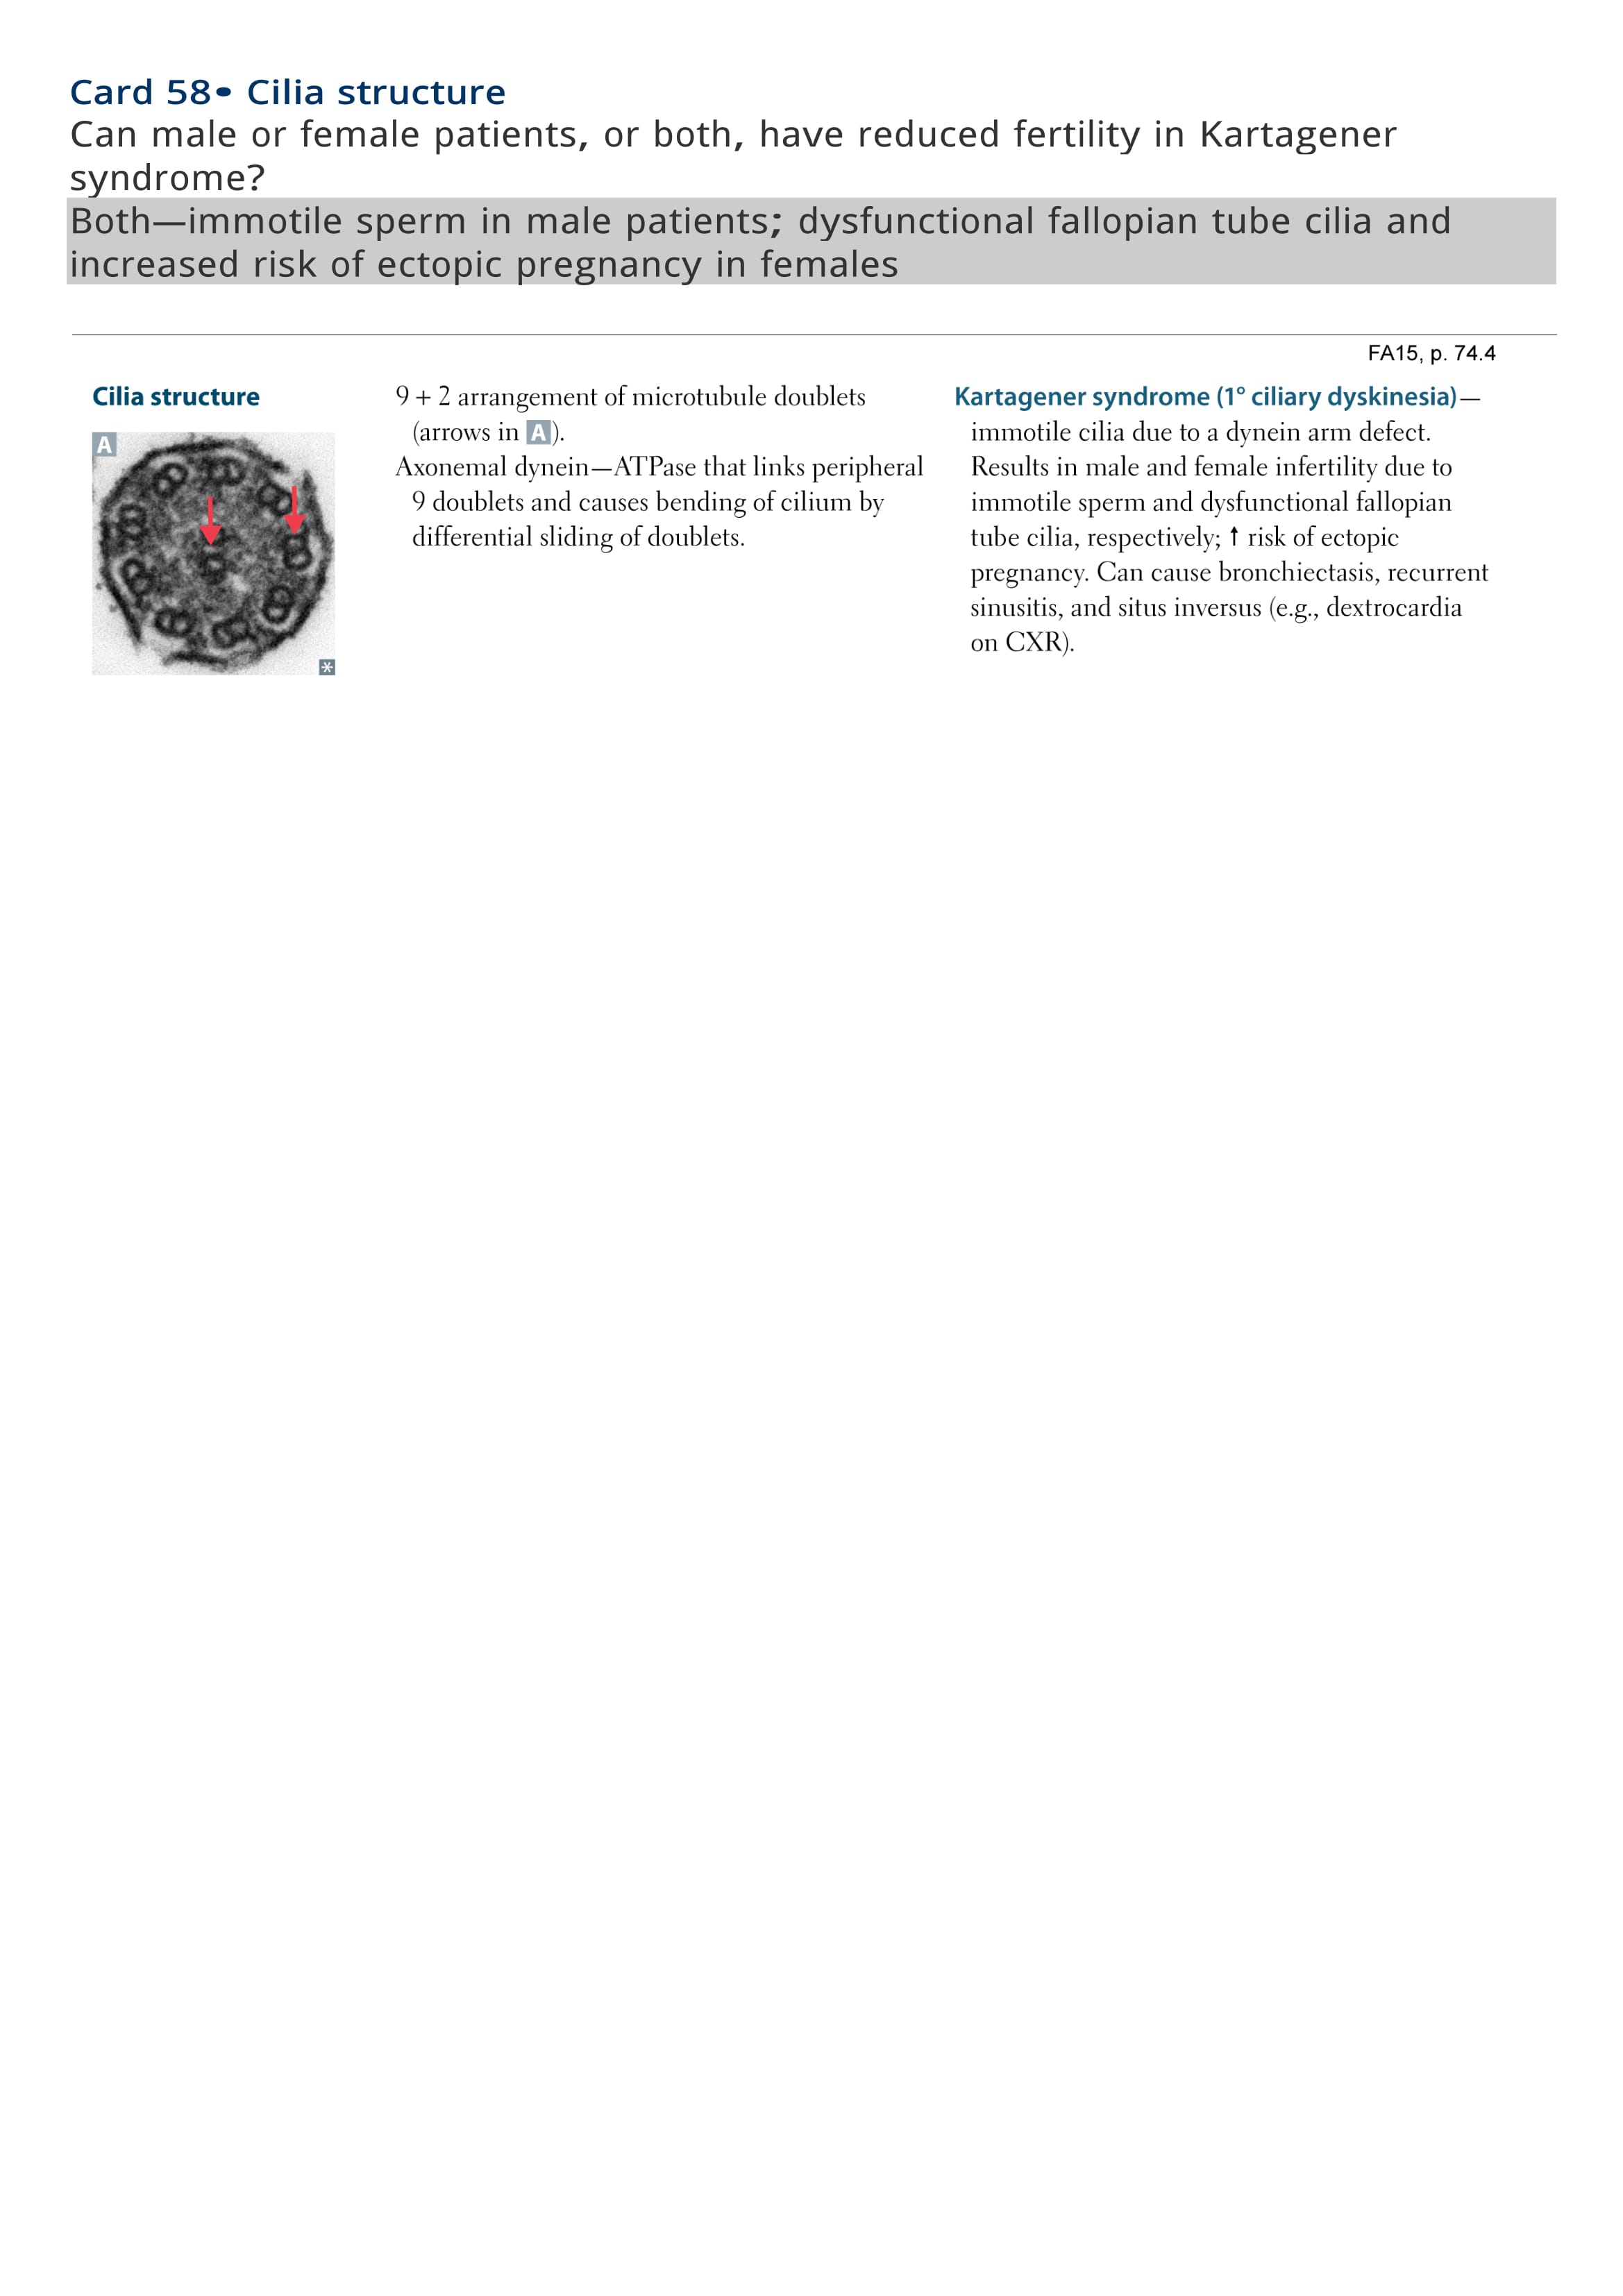 Card 58• Cilia structure
Can male or female patients, or both, have reduced fertility in Kartagener
syndrome?
Both—immotile sperm in male patients; dysfunctional fallopian tube cilia and
increased risk of ectopic pregnancy in females
FA15, p. 74.4
Cilia structure
A
*
9 + 2 arrangement of microtubule doublets
(arrows in A).
Axonemal dynein—ATPase that links peripheral
9 doublets and causes bending of cilium by
differential sliding of doublets.
Kartagener syndrome (1° ciliary dyskinesia)—
immotile cilia due to a dynein arm defect.
Results in male and female infertility due to
immotile sperm and dysfunctional fallopian
tube cilia, respectively; ↑ risk of ectopic
pregnancy. Can cause bronchiectasis, recurrent
sinusitis, and situs inversus (e.g., dextrocardia
on CXR).